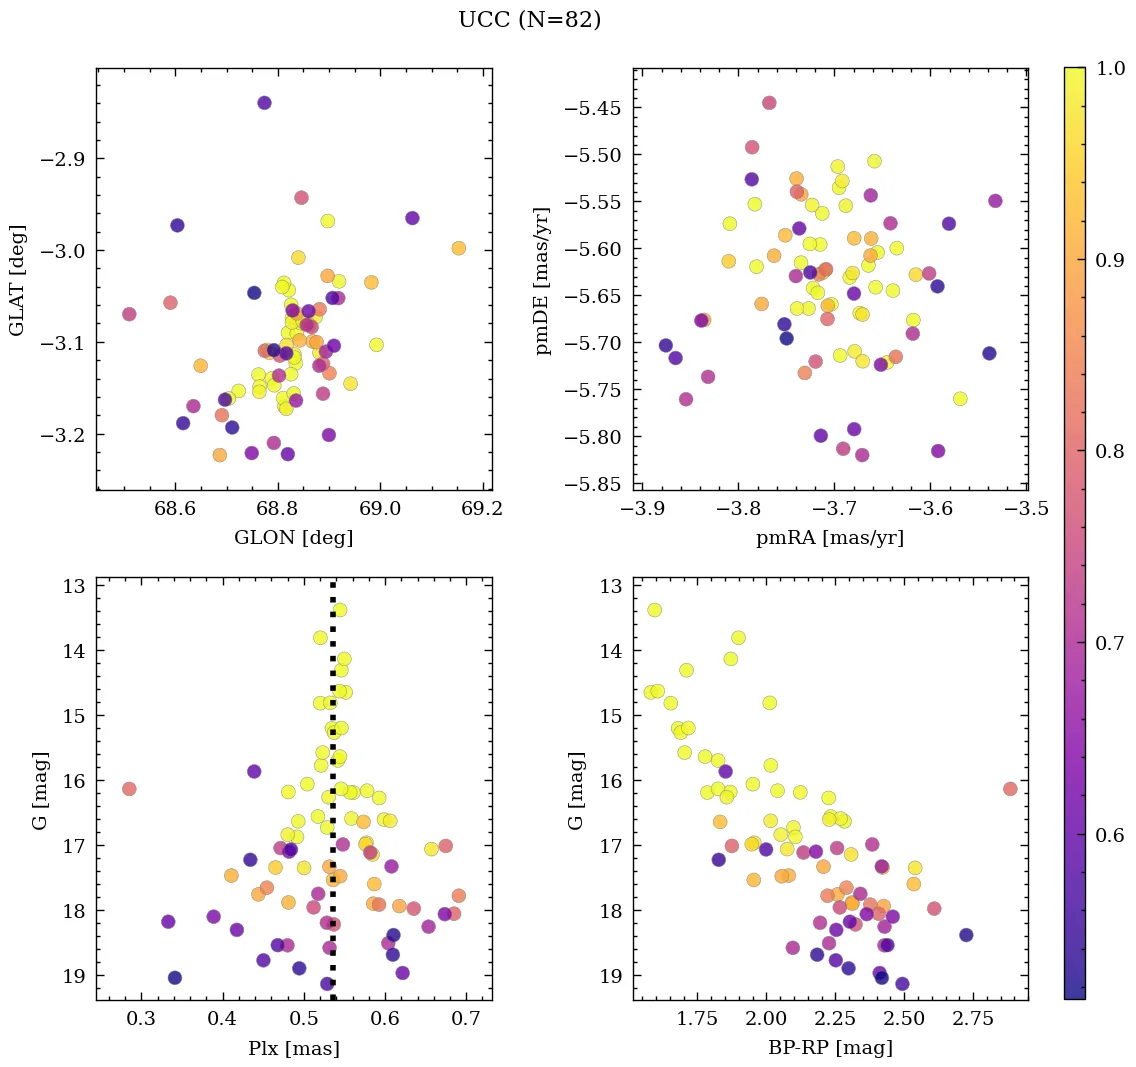 UCC (N=82)
−2.9
−3.0
−3.1
−3.2
GLAT [deg]
68.6 68.8 69.0 69.2
GLON [deg]
−5.45
−5.50
−5.55
−5.60
−5.65
−5.70
−5.75
−5.80
−5.85
pmDE [mas/yr]
−3.9 −3.8 −3.7 −3.6 −3.5
pmRA [mas/yr]
1.0
0.9
0.8
0.7
0.6
13
14
15
16
17
18
19
G [mag]
0.3 0.4 0.5 0.6 0.7
Plx [mas]
13
14
15
16
17
18
19
G [mag]
1.75 2.00 2.25 2.50 2.75
BP-RP [mag]